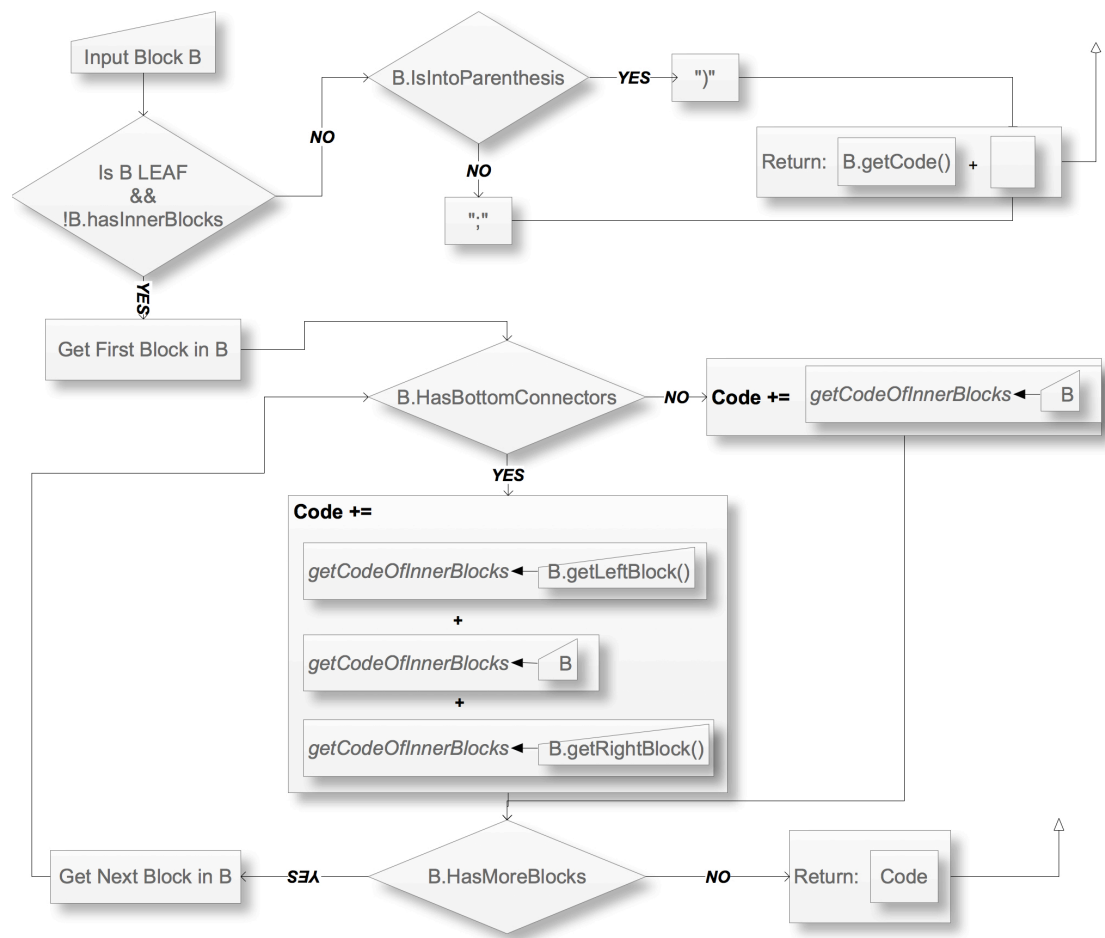 Input Block B
B.IsIntoParenthesis
YES
")"
NO
Is B LEAF
&&
!B.hasInnerBlocks
Return:
B.getCode()
+
NO
";"
YES
Get First Block in B
B.HasBottomConnectors
NO
Code +=
getCodeOfInnerBlocks
B
YES
Code +=
getCodeOfInnerBlocks
B.getLeftBlock()
+
getCodeOfInnerBlocks
B
+
getCodeOfInnerBlocks
B.getRightBlock()
Get Next Block in B
YES
B.HasMoreBlocks
NO
Return:
Code